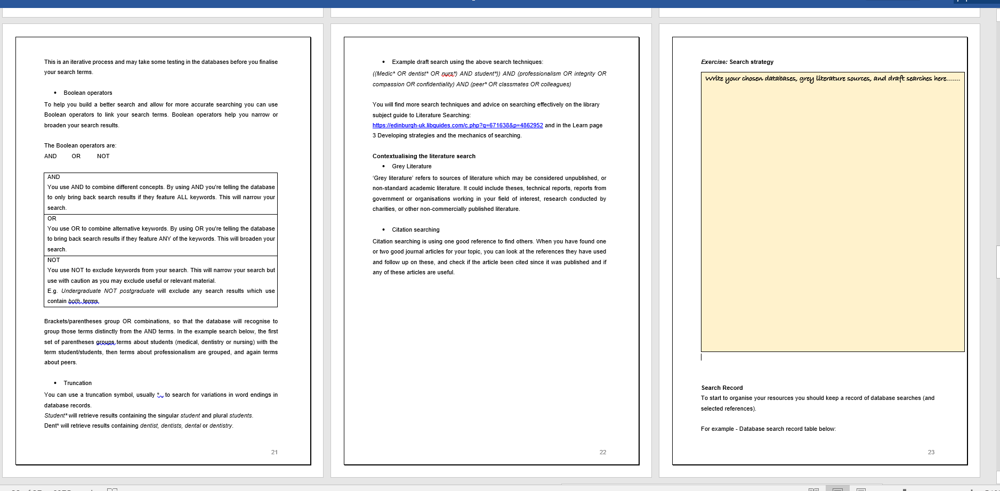 This is an iterative process and may take some testing in the databases before you finalise
your search terms.
• Boolean operators
To help you build a better search and allow for more accurate searching you can use
Boolean operators to link your search terms. Boolean operators help you narrow or
broaden your search results.
The Boolean operators are:
AND OR NOT
AND
You use AND to combine different concepts. By using AND you're telling the database
to only bring back search results if they feature ALL keywords. This will narrow your
search.
OR
You use OR to combine alternative keywords. By using OR you're telling the database
to bring back search results if they feature ANY of the keywords. This will broaden your
search.
NOT
You use NOT to exclude keywords from your search. This will narrow your search but
use with caution as you may exclude useful or relevant material.
E.g. Undergraduate NOT postgraduate will exclude any search results which use
contain both terms.
Brackets/parentheses group OR combinations, so that the database will recognise to
group those terms distinctly from the AND terms. In the example search below, the first
set of parentheses groups terms about students (medical, dentistry or nursing) with the
term student/students, then terms about professionalism are grouped, and again terms
about peers.
• Truncation
You can use a truncation symbol, usually * to search for variations in word endings in
database records.
Student* will retrieve results containing the singular student and plural students.
Dent* will retrieve results containing dentist, dentists, dental or dentistry.
21
• Example draft search using the above search techniques:
((Medic* OR dentist* OR nurs*) AND student*)) AND (professionalism OR integrity OR
compassion OR confidentiality) AND (peer* OR classmates OR colleagues)
You will find more search techniques and advice on searching effectively on the library
subject guide to Literature Searching:
https://edinburgh-uk.libguides.com/c.php?g=671638&p=4862952 and in the Learn page
3 Developing strategies and the mechanics of searching.
Contextualising the literature search
• Grey Literature
'Grey literature' refers to sources of literature which may be considered unpublished, or
non-standard academic literature. It could include theses, technical reports, reports from
government or organisations working in your field of interest, research conducted by
charities, or other non-commercially published literature.
• Citation searching
Citation searching is using one good reference to find others. When you have found one
or two good journal articles for your topic, you can look at the references they have used
and follow up on these, and check if the article been cited since it was published and if
any of these articles are useful.
22
Exercise: Search strategy
Write your chosen databases, grey literature sources, and draft searches here.......
Search Record
To start to organise your resources you should keep a record of database searches (and
selected references).
For example - Database search record table below:
23